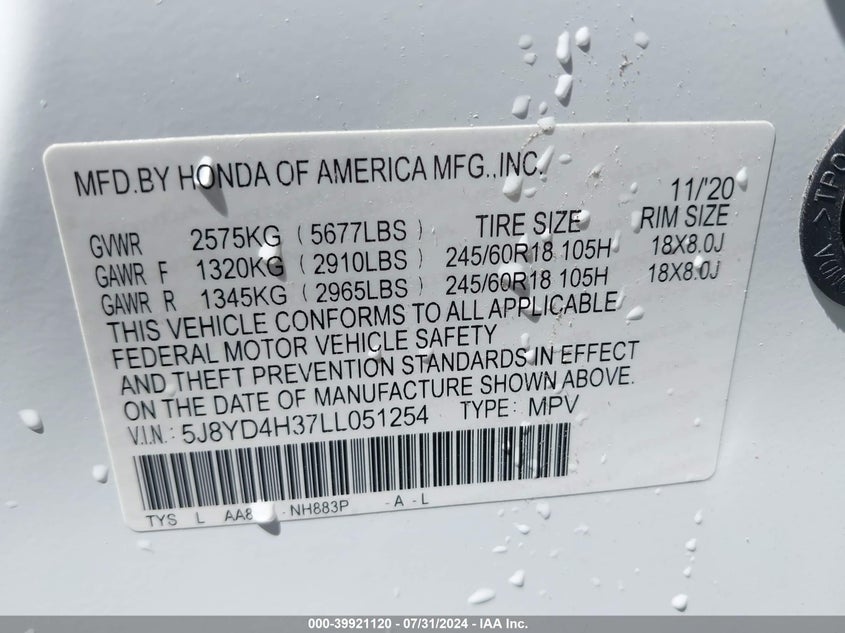 MFD.BY HONDA OF AMERICA MFG.,INC.
11/'20
GVWR 2575KG (5677LBS) TIRE SIZE RIM SIZE
GAWR F 1320KG (2910LBS) 245/60R18 105H 18X8.0J
GAWR R 1345KG (2965LBS) 245/60R18 105H 18X8.0J
THIS VEHICLE CONFORMS TO ALL APPLICABLE
FEDERAL MOTOR VEHICLE SAFETY
AND THEFT PREVENTION STANDARDS IN EFFECT
ON THE DATE OF MANUFACTURE SHOWN ABOVE.
V.I.N: 5J8YD4H37LL051254 TYPE: MPV
TYS L AA8 - NH883P - A - L
>TPO
000-39921120 - 07/31/2024 - IAA Inc.